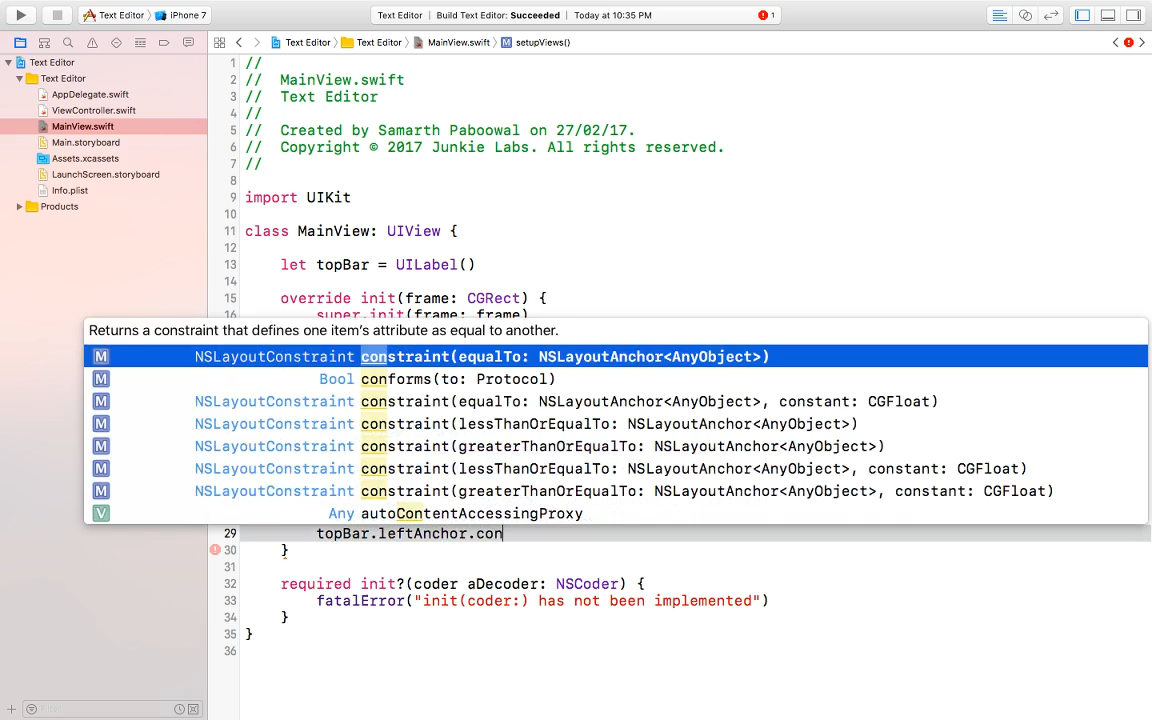 Text Editor
iPhone 7
Text Editor | Build Text Editor: Succeeded | Today at 10:35 PM
1
Text Editor
Text Editor
MainView.swift
setupViews()
Text Editor
Text Editor
AppDelegate.swift
ViewController.swift
MainView.swift
Main.storyboard
Assets.xcassets
LaunchScreen.storyboard
Info.plist
Products
1 //
2 // MainView.swift
3 // Text Editor
4 //
5 // Created by Samarth Paboowal on 27/02/17.
6 // Copyright © 2017 Junkie Labs. All rights reserved.
7 //
8
9 import UIKit
10
11 class MainView: UIView {
12
13 let topBar = UILabel()
14
15 override init(frame: CGRect) {
16 super.init(frame: frame)
Returns a constraint that defines one item's attribute as equal to another.
M NSLayoutConstraint constraint(equalTo: NSLayoutAnchor<AnyObject>)
M Bool conforms(to: Protocol)
M NSLayoutConstraint constraint(equalTo: NSLayoutAnchor<AnyObject>, constant: CGFloat)
M NSLayoutConstraint constraint(lessThanOrEqualTo: NSLayoutAnchor<AnyObject>)
M NSLayoutConstraint constraint(greaterThanOrEqualTo: NSLayoutAnchor<AnyObject>)
M NSLayoutConstraint constraint(lessThanOrEqualTo: NSLayoutAnchor<AnyObject>, constant: CGFloat)
M NSLayoutConstraint constraint(greaterThanOrEqualTo: NSLayoutAnchor<AnyObject>, constant: CGFloat)
V Any autoContentAccessingProxy
29 topBar.leftAnchor.con
30 }
31
32 required init?(coder aDecoder: NSCoder) {
33 fatalError("init(coder:) has not been implemented")
34 }
35 }
36